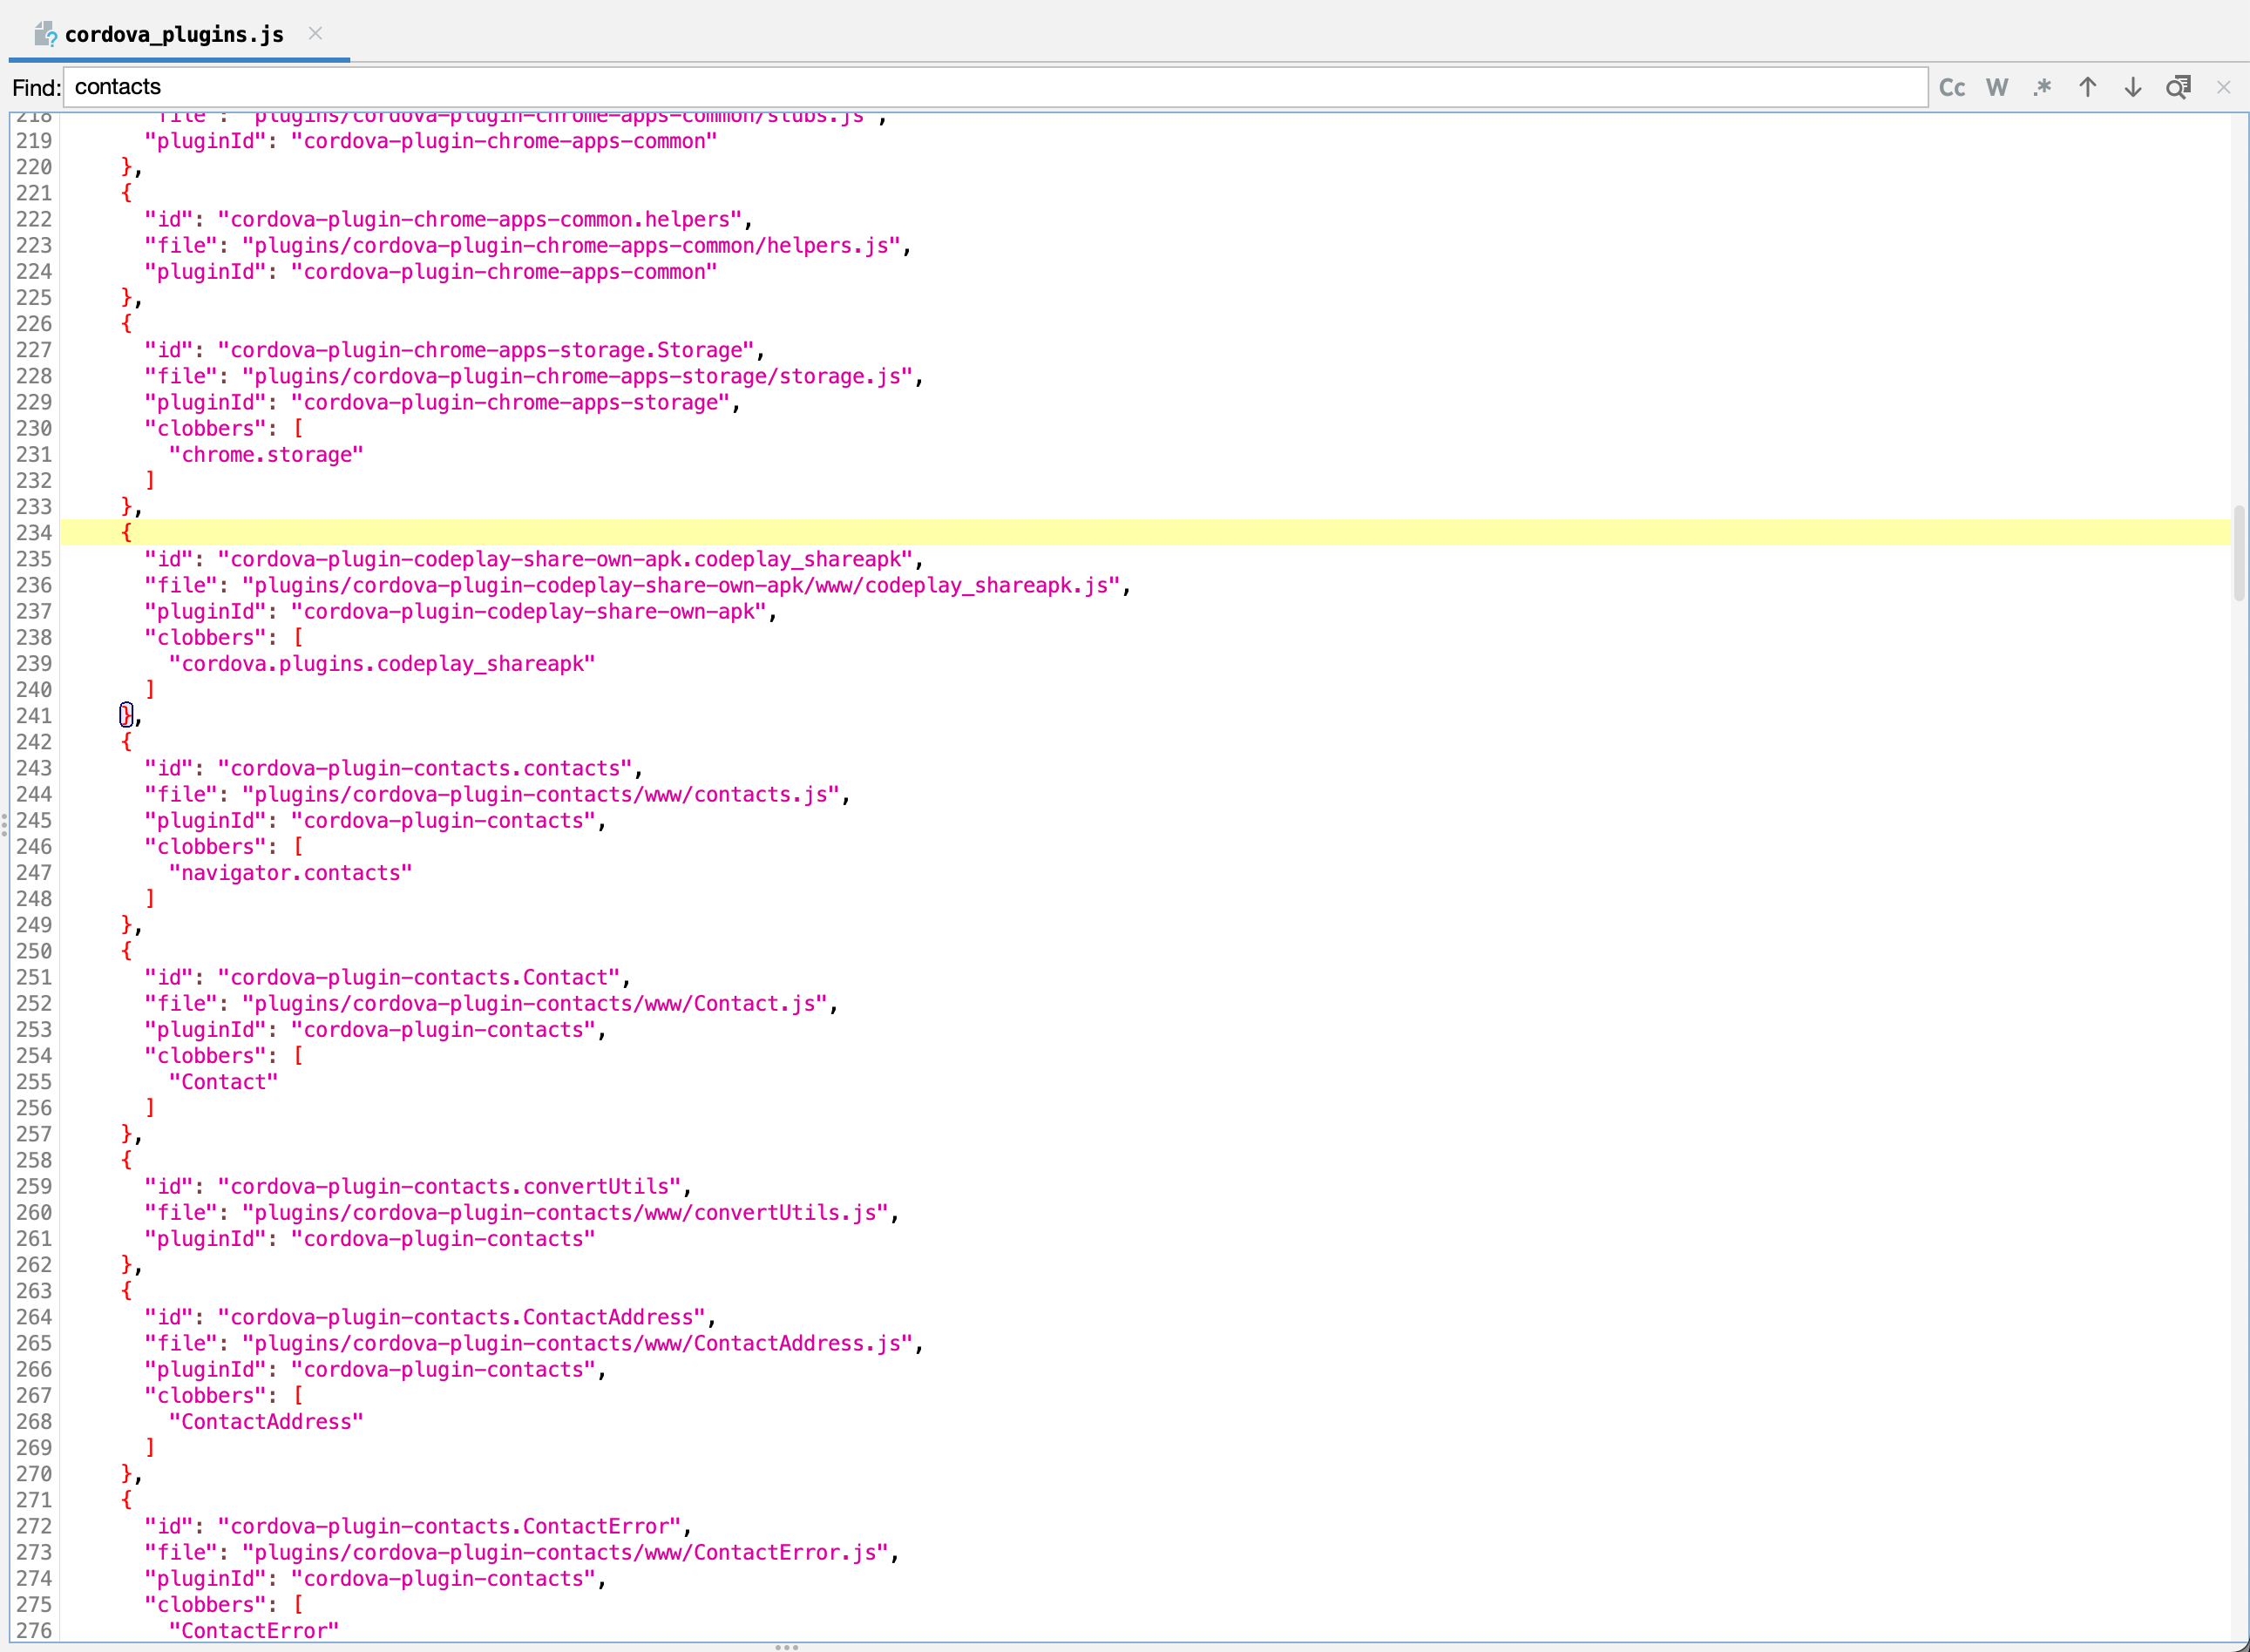 cordova_plugins.js
Find: contacts Cc W .*
218 "file": "plugins/cordova-plugin-chrome-apps-common/stubs.js",
219 "pluginId": "cordova-plugin-chrome-apps-common"
220 },
221 {
222 "id": "cordova-plugin-chrome-apps-common.helpers",
223 "file": "plugins/cordova-plugin-chrome-apps-common/helpers.js",
224 "pluginId": "cordova-plugin-chrome-apps-common"
225 },
226 {
227 "id": "cordova-plugin-chrome-apps-storage.Storage",
228 "file": "plugins/cordova-plugin-chrome-apps-storage/storage.js",
229 "pluginId": "cordova-plugin-chrome-apps-storage",
230 "clobbers": [
231 "chrome.storage"
232 ]
233 },
234 {
235 "id": "cordova-plugin-codeplay-share-own-apk.codeplay_shareapk",
236 "file": "plugins/cordova-plugin-codeplay-share-own-apk/www/codeplay_shareapk.js",
237 "pluginId": "cordova-plugin-codeplay-share-own-apk",
238 "clobbers": [
239 "cordova.plugins.codeplay_shareapk"
240 ]
241 },
242 {
243 "id": "cordova-plugin-contacts.contacts",
244 "file": "plugins/cordova-plugin-contacts/www/contacts.js",
245 "pluginId": "cordova-plugin-contacts",
246 "clobbers": [
247 "navigator.contacts"
248 ]
249 },
250 {
251 "id": "cordova-plugin-contacts.Contact",
252 "file": "plugins/cordova-plugin-contacts/www/Contact.js",
253 "pluginId": "cordova-plugin-contacts",
254 "clobbers": [
255 "Contact"
256 ]
257 },
258 {
259 "id": "cordova-plugin-contacts.convertUtils",
260 "file": "plugins/cordova-plugin-contacts/www/convertUtils.js",
261 "pluginId": "cordova-plugin-contacts"
262 },
263 {
264 "id": "cordova-plugin-contacts.ContactAddress",
265 "file": "plugins/cordova-plugin-contacts/www/ContactAddress.js",
266 "pluginId": "cordova-plugin-contacts",
267 "clobbers": [
268 "ContactAddress"
269 ]
270 },
271 {
272 "id": "cordova-plugin-contacts.ContactError",
273 "file": "plugins/cordova-plugin-contacts/www/ContactError.js",
274 "pluginId": "cordova-plugin-contacts",
275 "clobbers": [
276 "ContactError"